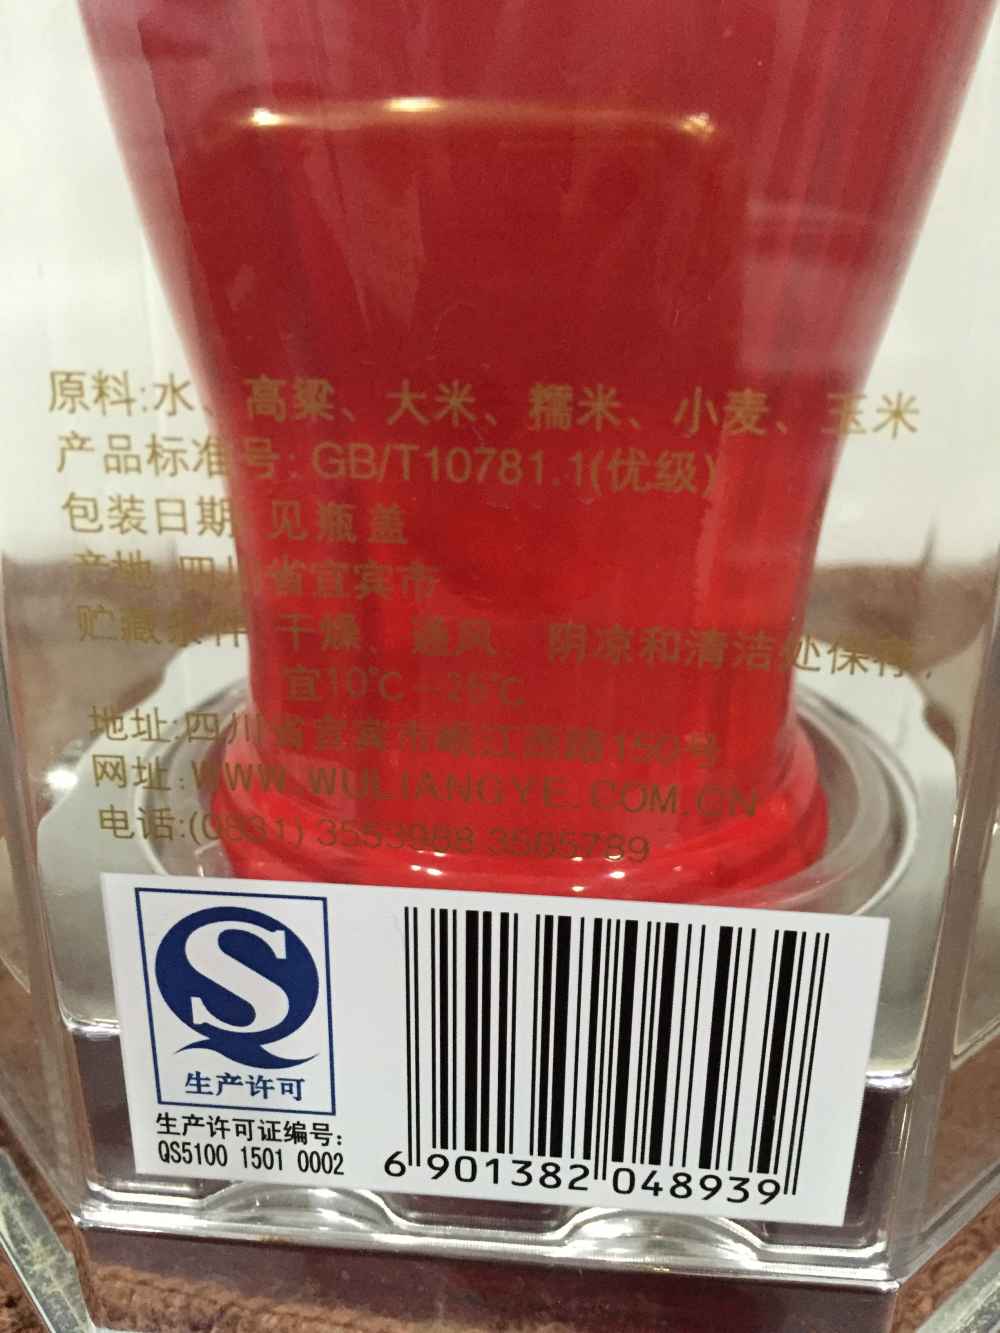 原料:水、高粱、大米、糯米、小麦、玉米
产品标准号: GB/T10781.1(优级)
包装日期: 见瓶盖
产地: 四川省宜宾市
贮藏条件: 干燥、通风、阴凉和清洁处保存,
宜10℃-25℃
地址:四川省宜宾市岷江西路150号
网址:WWW.WULIANGYE.COM.CN
电话:(0831) 3553988 3565789
生产许可
生产许可证编号:
QS5100 1501 0002
6 901382 048939